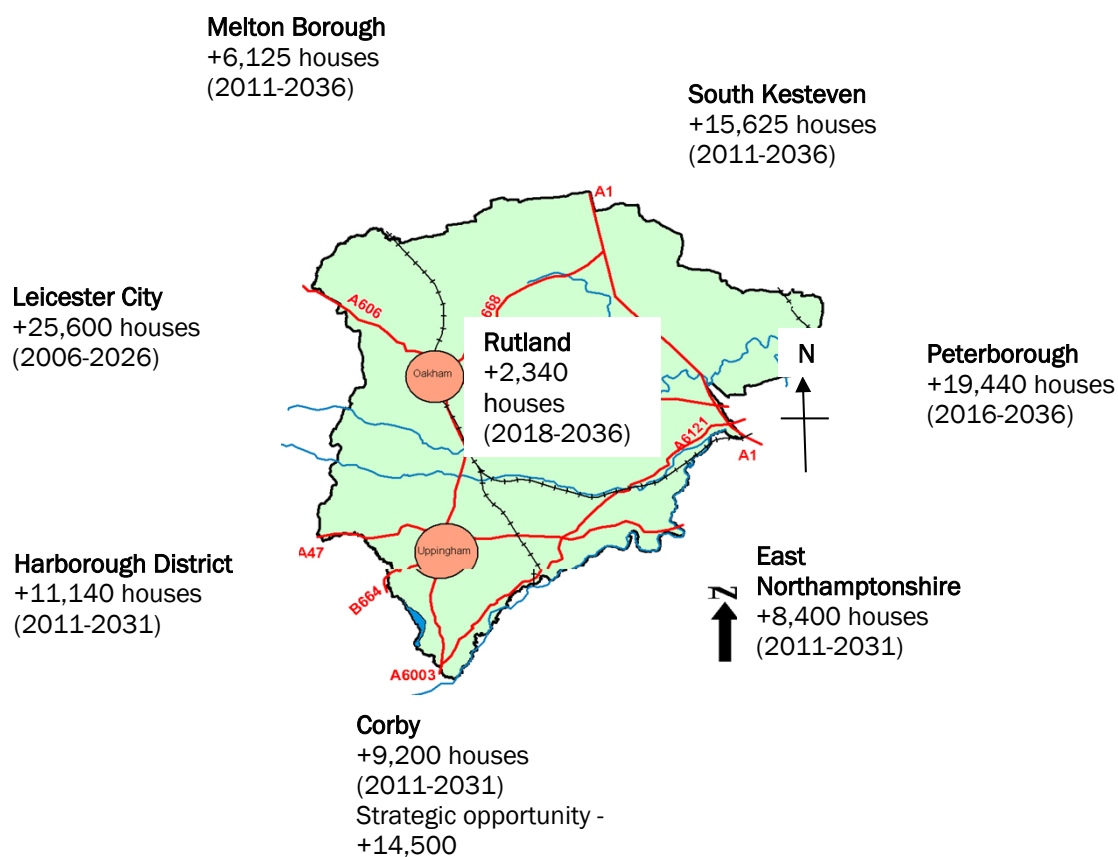 Melton Borough
+6,125 houses
(2011-2036)
South Kesteven
+15,625 houses
(2011-2036)
A1
Leicester City
+25,600 houses
(2006-2026)
A606
668
Rutland
+2,340
houses
(2018-2036)
Oakham
N
Peterborough
+19,440 houses
(2016-2036)
A6121
A1
A47
Uppingham
Harborough District
+11,140 houses
(2011-2031)
B664
East
Northamptonshire
+8,400 houses
(2011-2031)
N
A6003
Corby
+9,200 houses
(2011-2031)
Strategic opportunity -
+14,500